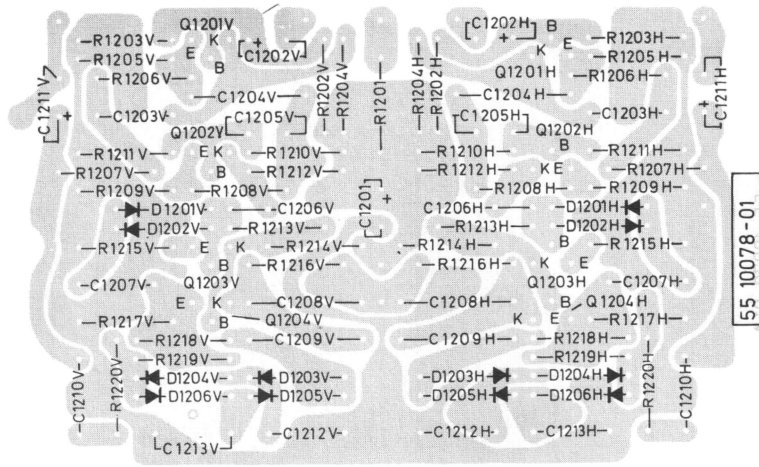 Q1201V C1202H B
R1203V K + C1202V + K E R1203H
R1205V E B Q1201H R1205H
R1206V R1202V R1204V R1201 R1204H R1202H R1206H
C1211V + C1204V C1204H C1211H +
C1203V C1205V C1205H C1203H
Q1202V Q1202H
R1211V E K R1210V R1210H B R1211H
R1207V B R1212V R1212H K E R1207H
R1209V R1208V C1201 + R1208H R1209H
D1201V C1206V C1206H D1201H
D1202V R1213V R1213H D1202H
R1215V E K R1214V R1214H B R1215H
B R1216V R1216H K E
C1207V Q1203V Q1203H C1207H
E K C1208V C1208H B Q1204H
R1217V B Q1204V K E R1217H
R1218V C1209V C1209H R1218H
R1219V R1219H
D1204V D1203V D1203H D1204H
D1206V D1205V D1205H D1206H
C1210V R1220V R1220H C1210H
C1212V C1212H C1213H
C1213V
55 10078-01